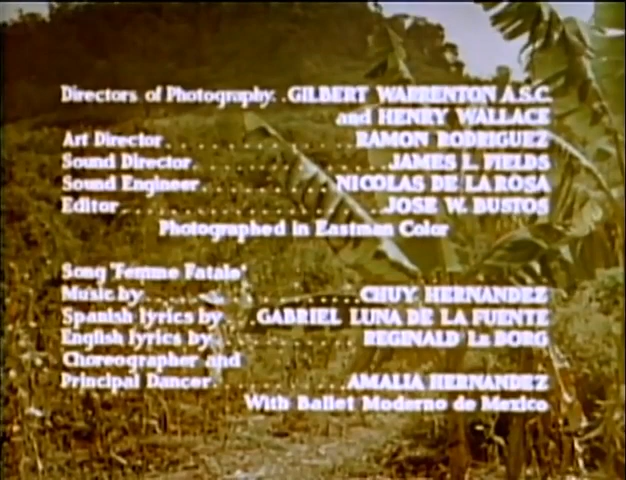 Directors of Photography. .GILBERT WARRENTON A.S.C.
and HENRY WALLACE
Art Director. . . . . . . . . . . . . RAMON RODRIGUEZ
Sound Director. . . . . . . . . . . . . .JAMES L. FIELDS
Sound Engineer. . . . . . . . .NICOLAS DE LA ROSA
Editor. . . . . . . . . . . . . . . . . . .JOSE W. BUSTOS
Photographed in Eastman Color
Song "Femme Fatale"
Music by. . . . . . . . . . . . . . . .CHUY HERNANDEZ
Spanish lyrics by . .GABRIEL LUNA DE LA FUENTE
English lyrics by. . . . . . . . . . . REGINALD Le BORG
Choreographer and
Principal Dancer. . . . . . . . . .AMALIA HERNANDEZ
With Ballet Moderno de Mexico